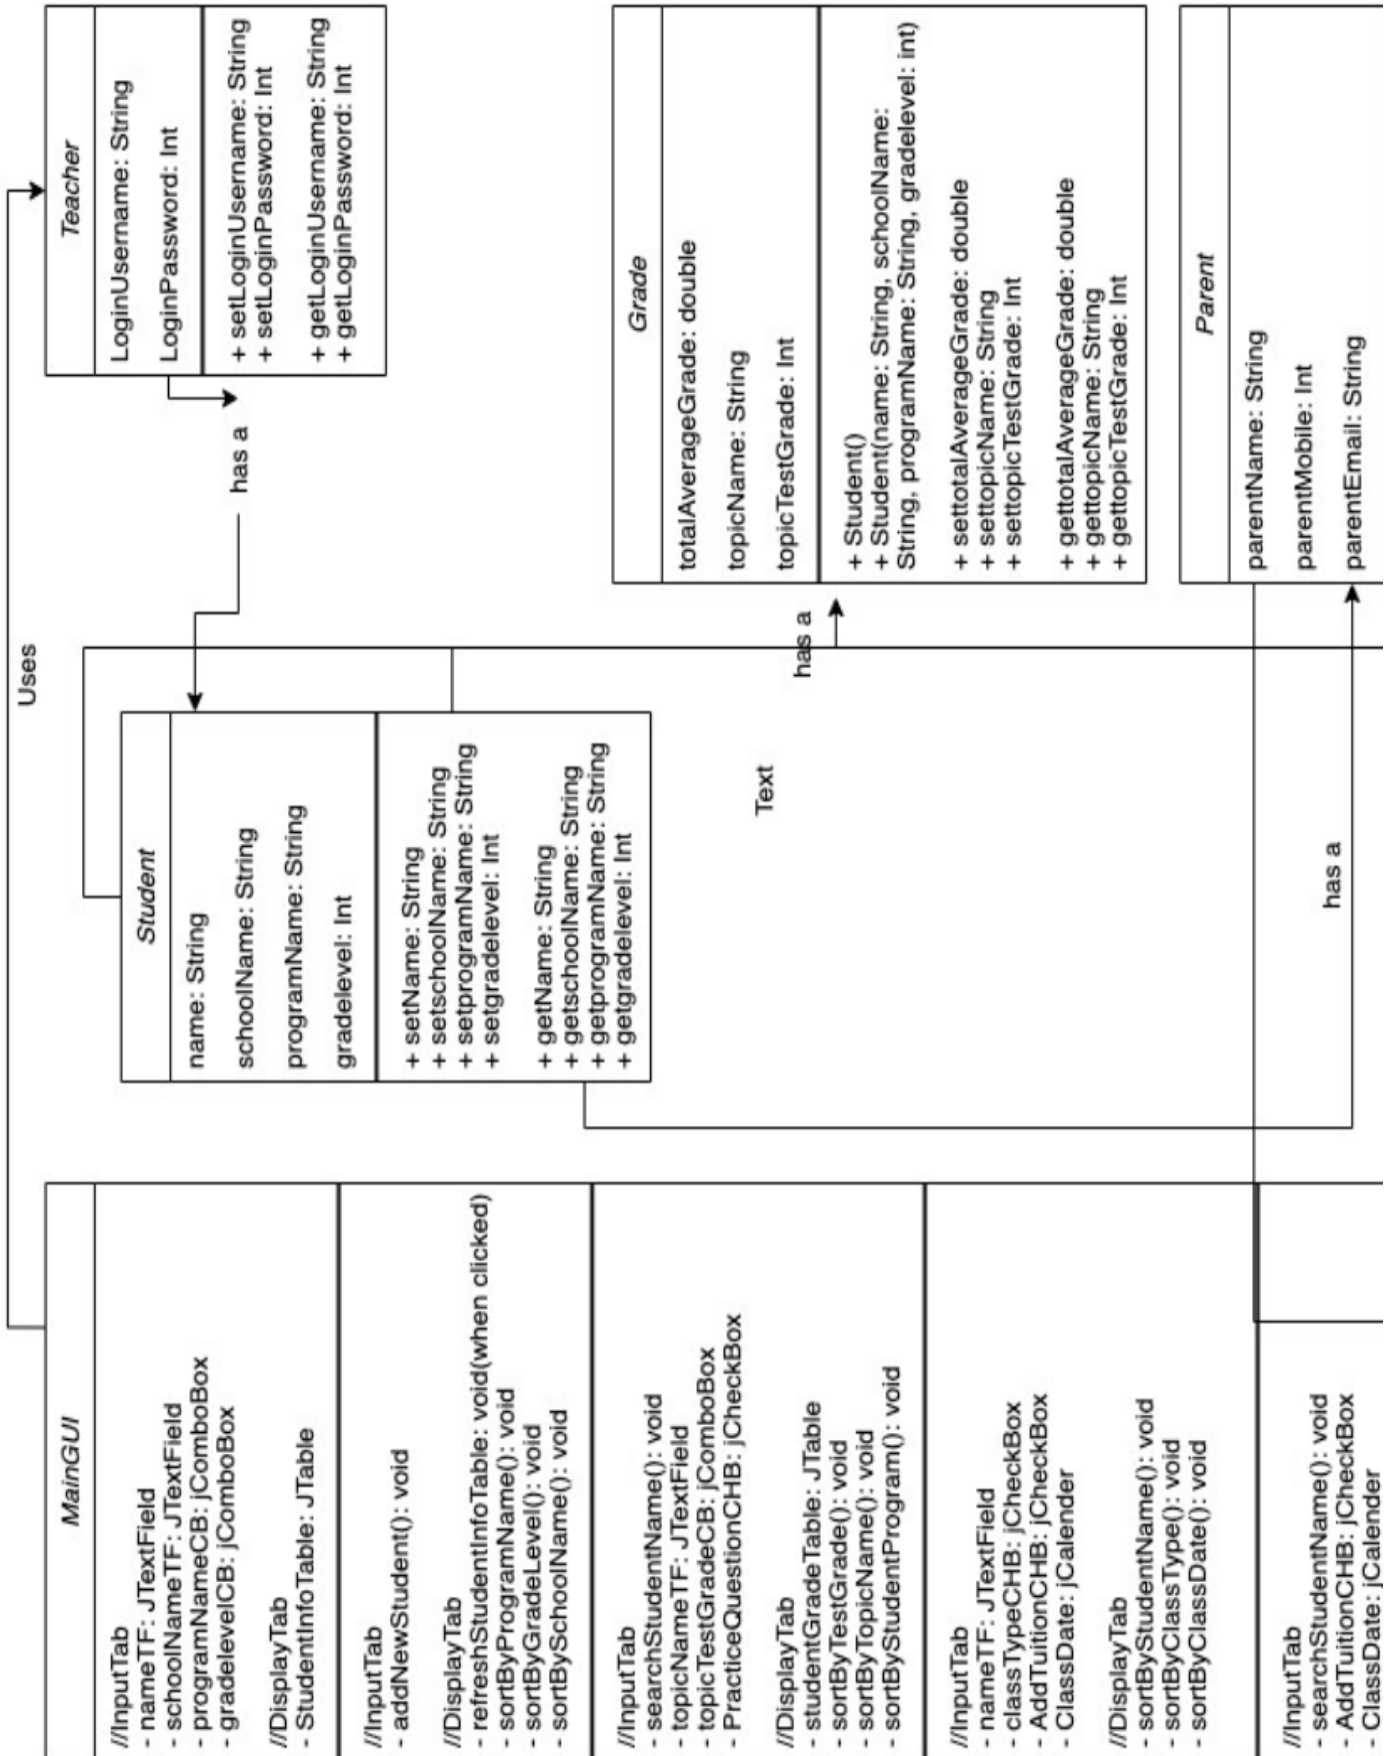 Uses
MainGUI
//InputTab
- nameTF: JTextField
- schoolNameTF: JTextField
- programNameCB: jComboBox
- gradelevelCB: jComboBox
//DisplayTab
- StudentInfoTable: JTable
//InputTab
- addNewStudent(): void
//DisplayTab
- refreshStudentInfoTable: void(when clicked)
- sortByProgramName(): void
- sortByGradeLevel(): void
- sortBySchoolName(): void
//InputTab
- searchStudentName(): void
- topicNameTF: JTextField
- topicTestGradeCB: jComboBox
- PracticeQuestionCHB: jCheckBox
//DisplayTab
- studentGradeTable: JTable
- sortByTestGrade(): void
- sortByTopicName(): void
- sortByStudentProgram(): void
//InputTab
- nameTF: JTextField
- classTypeCHB: jCheckBox
- AddTuitionCHB: jCheckBox
- ClassDate: jCalender
//DisplayTab
- sortByStudentName(): void
- sortByClassType(): void
- sortByClassDate(): void
//InputTab
- searchStudentName(): void
- AddTuitionCHB: jCheckBox
- ClassDate: jCalender
Student
name: String
schoolName: String
programName: String
gradelevel: Int
+ setName: String
+ setschoolName: String
+ setprogramName: String
+ setgradelevel: Int
+ getName: String
+ getschoolName: String
+ getprogramName: String
+ getgradelevel: Int
Text
has a
Teacher
LoginUsername: String
LoginPassword: Int
+ setLoginUsername: String
+ setLoginPassword: Int
+ getLoginUsername: String
+ getLoginPassword: Int
has a
has a
Grade
totalAverageGrade: double
topicName: String
topicTestGrade: Int
+ Student()
+ Student(name: String, schoolName:
String, programName: String, gradelevel: int)
+ settotalAverageGrade: double
+ settopicName: String
+ settopicTestGrade: Int
+ gettotalAverageGrade: double
+ gettopicName: String
+ gettopicTestGrade: Int
Parent
parentName: String
parentMobile: Int
parentEmail: String